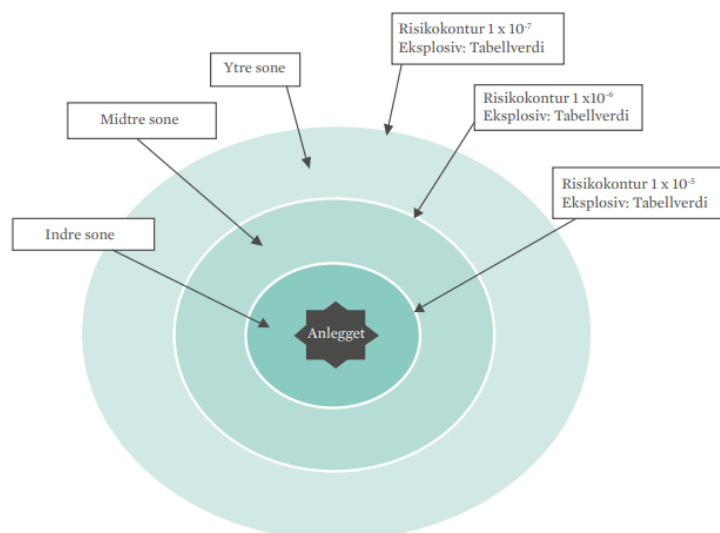 Risikokontur 1 x 10⁻⁷
Eksplosiv: Tabellverdi
Ytre sone
Risikokontur 1 x10⁻⁶
Eksplosiv: Tabellverdi
Midtre sone
Risikokontur 1 x 10⁻⁵
Eksplosiv: Tabellverdi
Indre sone
Anlegget